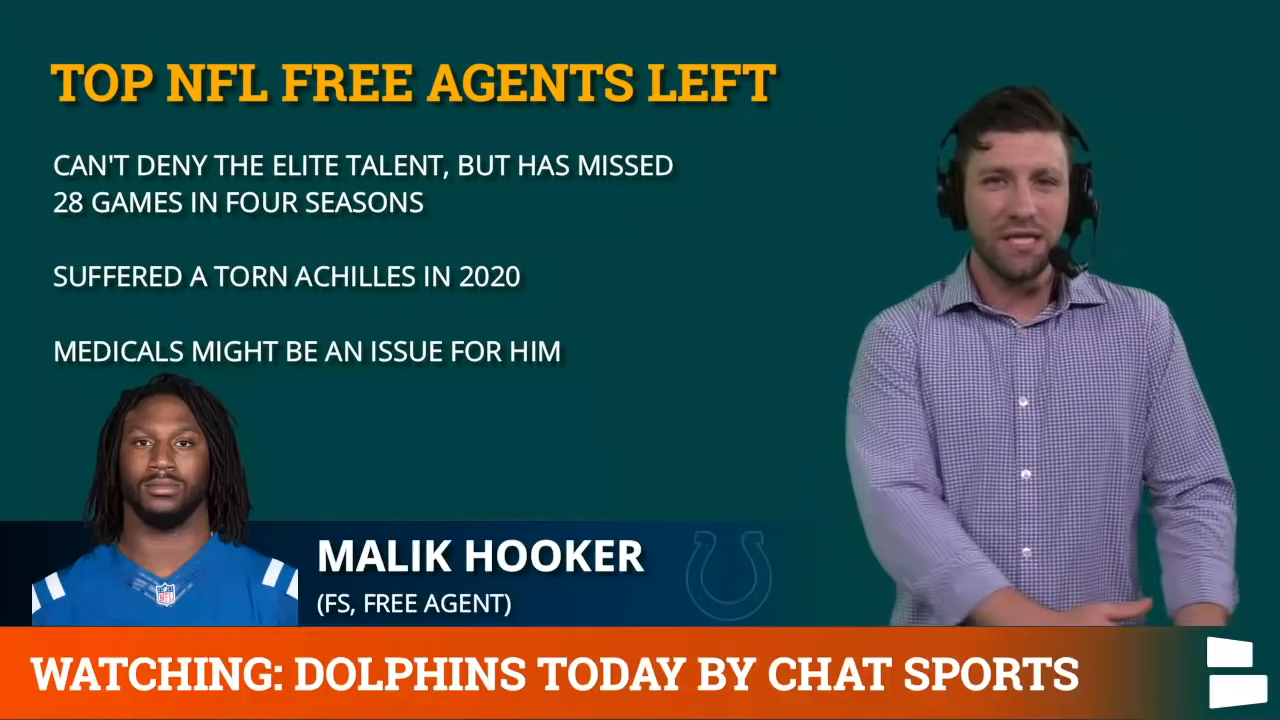 TOP NFL FREE AGENTS LEFT
CAN'T DENY THE ELITE TALENT, BUT HAS MISSED
28 GAMES IN FOUR SEASONS
SUFFERED A TORN ACHILLES IN 2020
MEDICALS MIGHT BE AN ISSUE FOR HIM
NFL
MALIK HOOKER
(FS, FREE AGENT)
WATCHING: DOLPHINS TODAY BY CHAT SPORTS